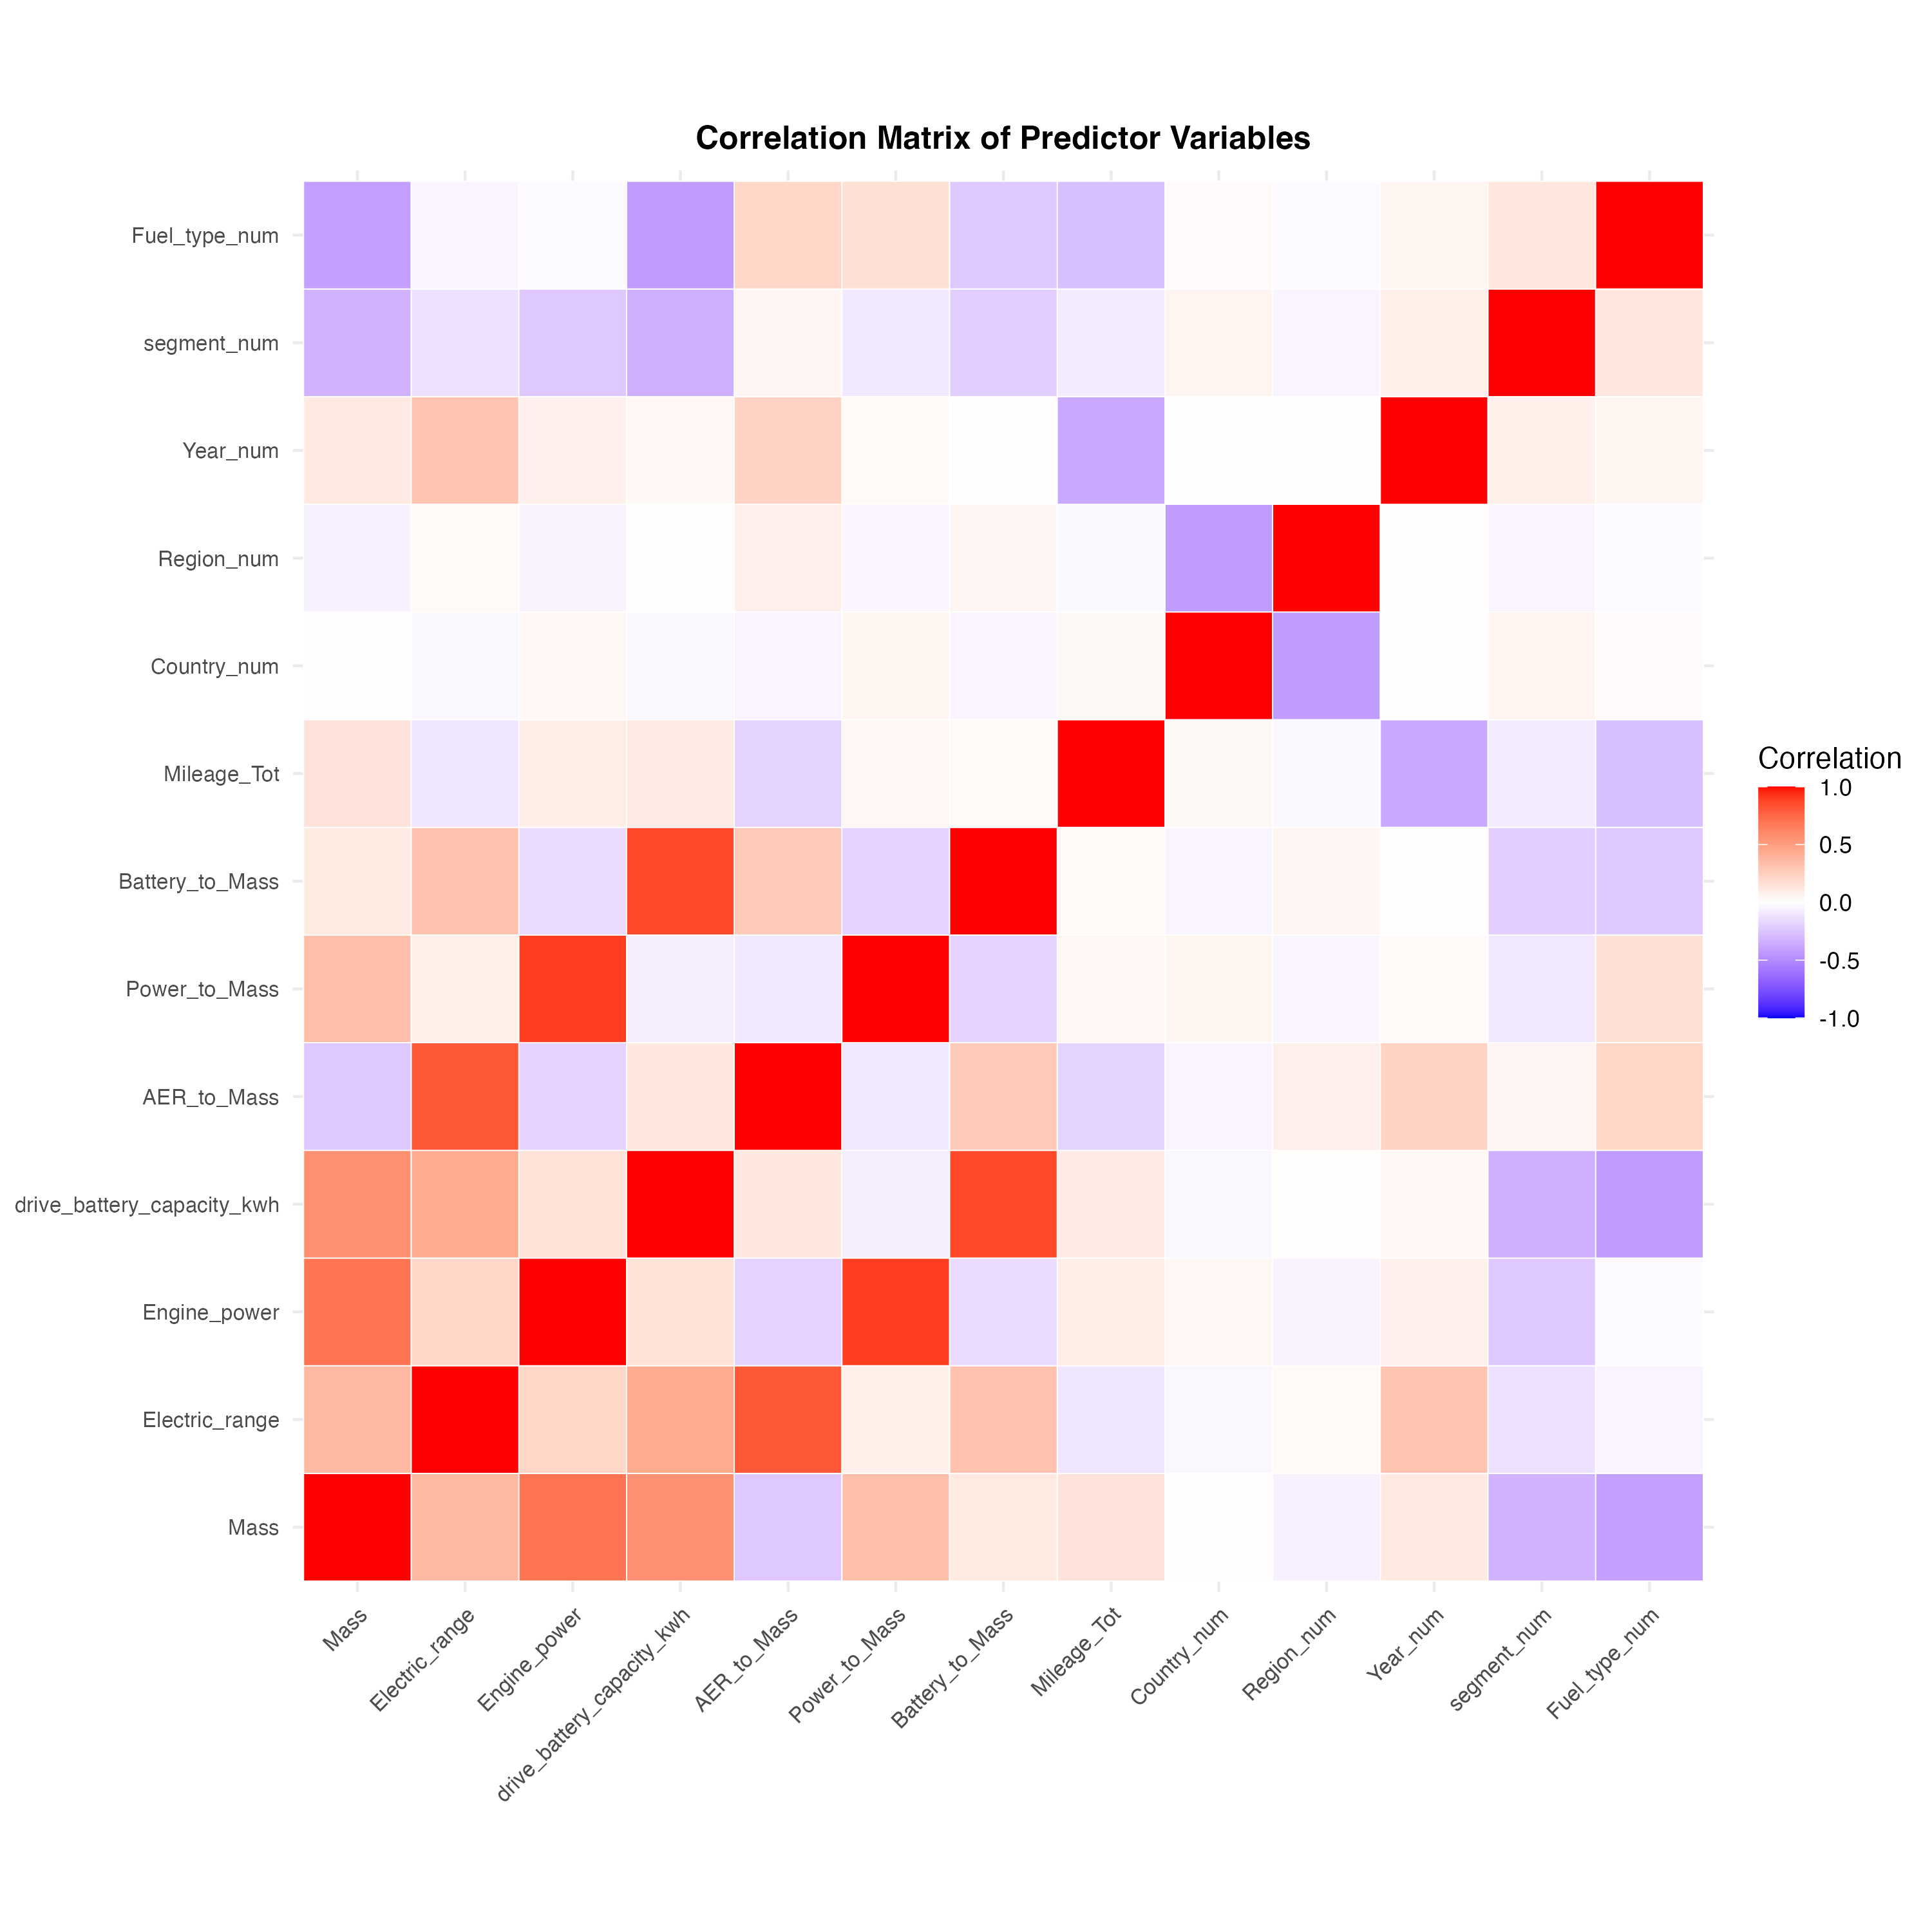 Correlation Matrix of Predictor Variables
Fuel_type_num
segment_num
Year_num
Region_num
Country_num
Mileage_Tot
Battery_to_Mass
Power_to_Mass
AER_to_Mass
drive_battery_capacity_kwh
Engine_power
Electric_range
Mass
Mass
Electric_range
Engine_power
drive_battery_capacity_kwh
AER_to_Mass
Power_to_Mass
Battery_to_Mass
Mileage_Tot
Country_num
Region_num
Year_num
segment_num
Fuel_type_num
Correlation
1.0
0.5
0.0
-0.5
-1.0